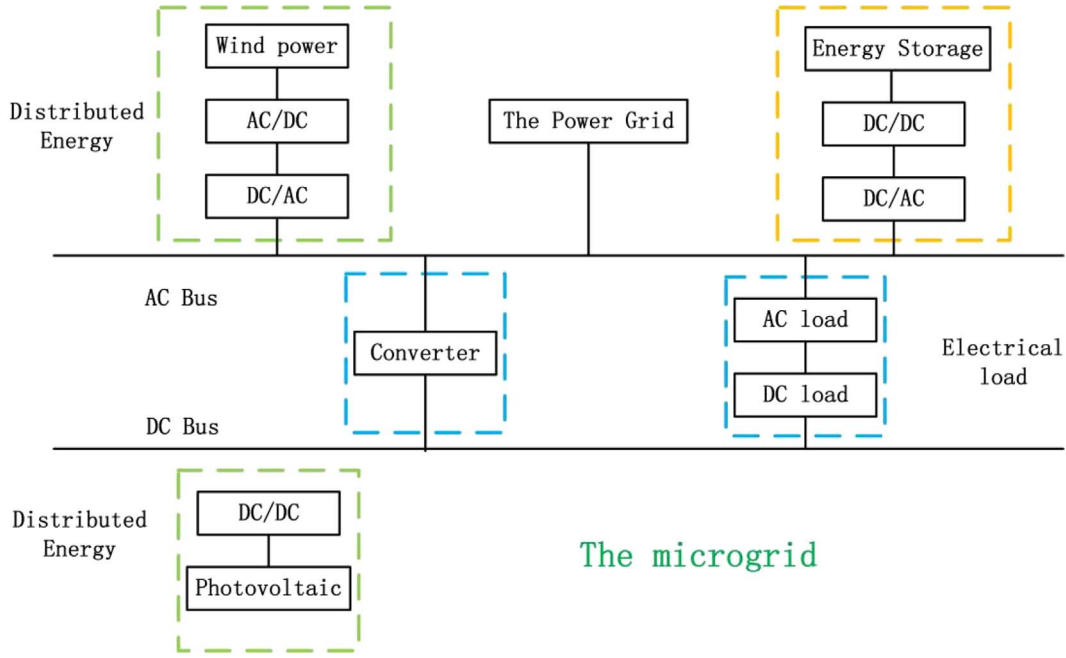 Wind power
Energy Storage
Distributed
Energy
AC/DC
The Power Grid
DC/DC
DC/AC
DC/AC
AC Bus
AC load
Converter
Electrical
load
DC load
DC Bus
DC/DC
Distributed
Energy
The microgrid
Photovoltaic